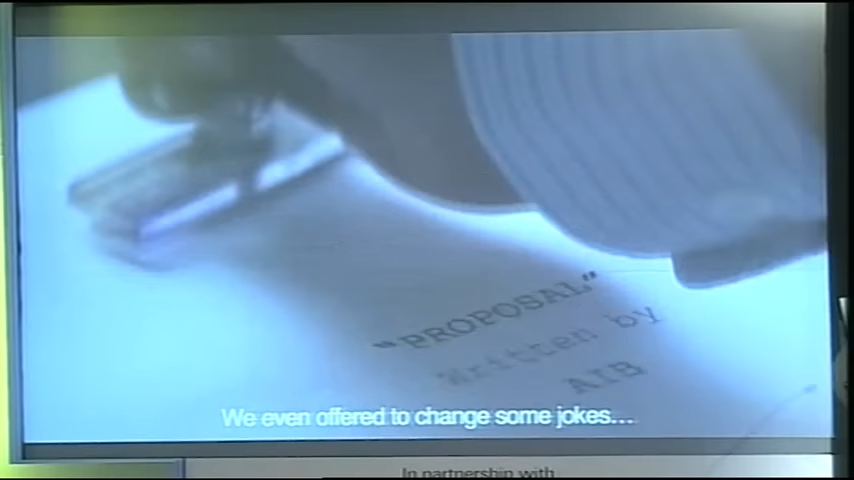 "PROPOSAL"
Written by
AIB
We even offered to change some jokes...
In partnership with